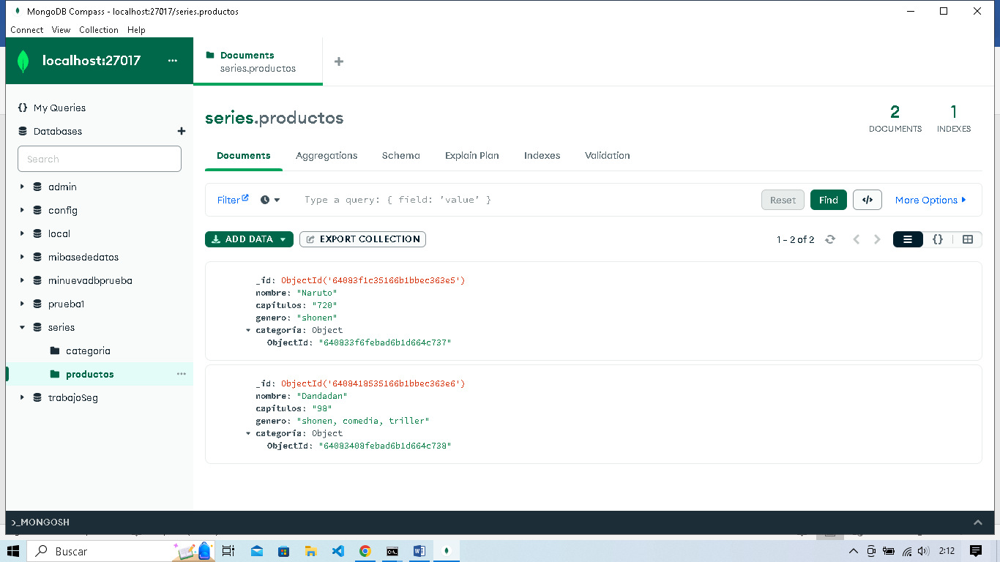 MongoDB Compass - localhost:27017/series.productos
Connect View Collection Help
localhost:27017 ...
Documents
series.productos
+
{} My Queries
Databases +
Search
admin
config
local
mibasededatos
minuevadbprueba
prueba1
series
categoria
productos ...
trabajoSeg
series.productos
2
DOCUMENTS
1
INDEXES
Documents Aggregations Schema Explain Plan Indexes Validation
Filter Type a query: { field: 'value' } Reset Find </> More Options
ADD DATA EXPORT COLLECTION 1 – 2 of 2 {}
_id: ObjectId('64083f1c35166b1bbec363e5')
nombre: "Naruto"
capitulos: "720"
genero: "shonen"
categoria: Object
ObjectId: "640833f6febad6b1d664c737"
_id: ObjectId('6408418535166b1bbec363e6')
nombre: "Dandadan"
capitulos: "98"
genero: "shonen, comedia, triller"
categoria: Object
ObjectId: "64083408febad6b1d664c738"
>_MONGOSH
Buscar 2:12